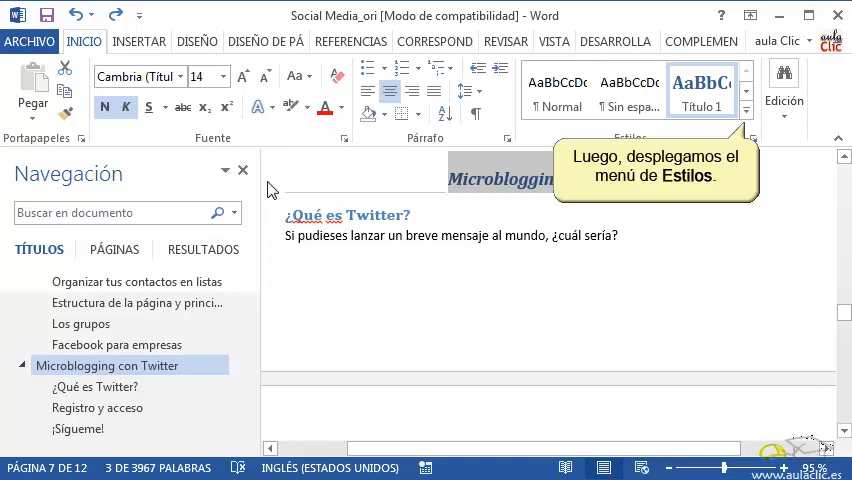 Social Media_ori [Modo de compatibilidad] - Word
ARCHIVO INICIO INSERTAR DISEÑO DISEÑO DE PÁ REFERENCIAS CORRESPOND REVISAR VISTA DESARROLLA COMPLEMEN aula Clic
aula Clic
Pegar
Cambria (Títul 14
Aa
N K S abc x₂ x² A ab A
AaBbCcDc AaBbCcDc AaBbCc
¶ Normal ¶ Sin espa... Título 1
Edición
Portapapeles Fuente Párrafo Estilos
Luego, desplegamos el
menú de Estilos.
Navegación
Buscar en documento
TÍTULOS PÁGINAS RESULTADOS
Organizar tus contactos en listas
Estructura de la página y princi...
Los grupos
Facebook para empresas
Microblogging con Twitter
¿Qué es Twitter?
Registro y acceso
¡Sígueme!
Microblogging
¿Qué es Twitter?
Si pudieses lanzar un breve mensaje al mundo, ¿cuál sería?
PÁGINA 7 DE 12 3 DE 3967 PALABRAS INGLÉS (ESTADOS UNIDOS) 95 %
www.aulaclic.es